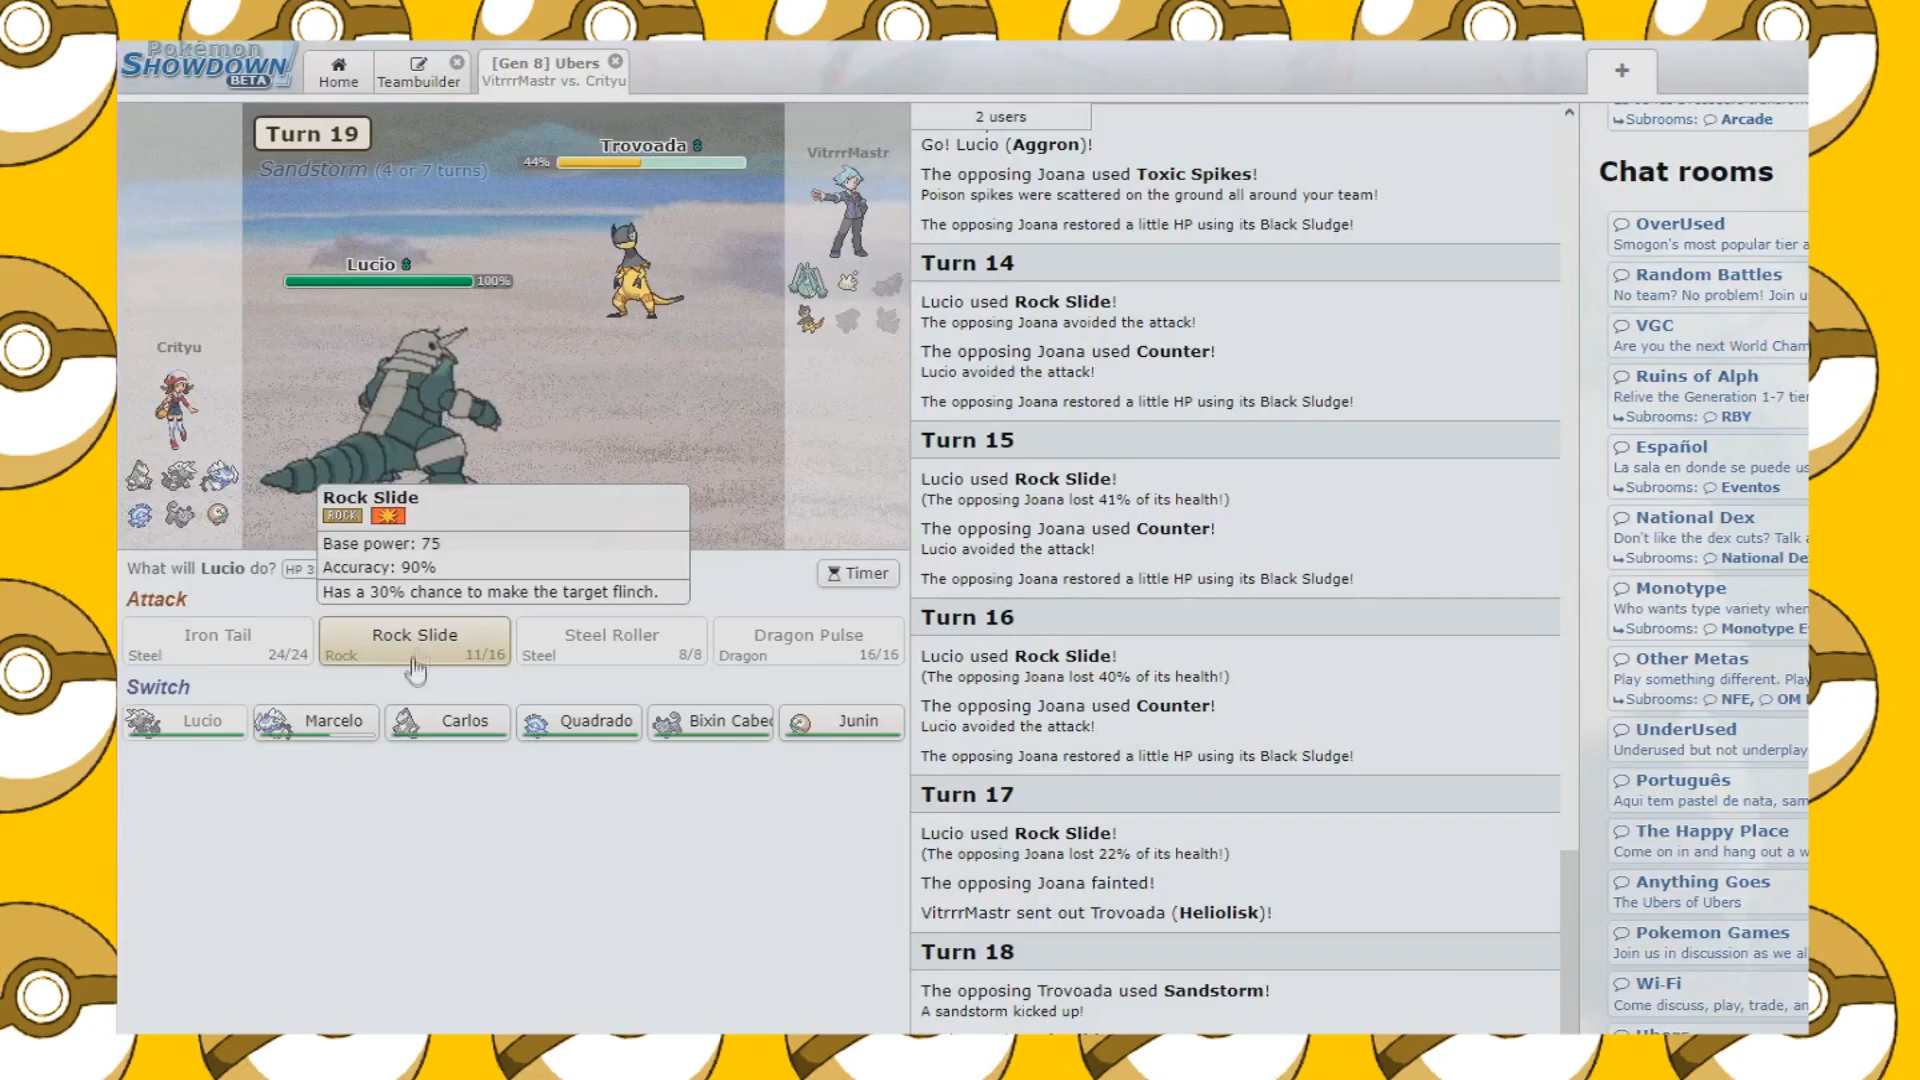 Pokémon
SHOWDOWN
BETA
Home
Teambuilder
[Gen 8] Ubers
VitrrrMastr vs. Crityu
+
Turn 19
Sandstorm (4 or 7 turns)
Trovoada
44%
VitrrrMastr
Lucio
100%
Crityu
Rock Slide
ROCK
Base power: 75
Accuracy: 90%
Has a 30% chance to make the target flinch.
What will Lucio do? HP 3
Timer
Attack
Iron Tail
Steel 24/24
Rock Slide
Rock 11/16
Steel Roller
Steel 8/8
Dragon Pulse
Dragon 16/16
Switch
Lucio
Marcelo
Carlos
Quadrado
Bixin Cabe
Junin
2 users
Go! Lucio (Aggron)!
The opposing Joana used Toxic Spikes!
Poison spikes were scattered on the ground all around your team!
The opposing Joana restored a little HP using its Black Sludge!
Turn 14
Lucio used Rock Slide!
The opposing Joana avoided the attack!
The opposing Joana used Counter!
Lucio avoided the attack!
The opposing Joana restored a little HP using its Black Sludge!
Turn 15
Lucio used Rock Slide!
(The opposing Joana lost 41% of its health!)
The opposing Joana used Counter!
Lucio avoided the attack!
The opposing Joana restored a little HP using its Black Sludge!
Turn 16
Lucio used Rock Slide!
(The opposing Joana lost 40% of its health!)
The opposing Joana used Counter!
Lucio avoided the attack!
The opposing Joana restored a little HP using its Black Sludge!
Turn 17
Lucio used Rock Slide!
(The opposing Joana lost 22% of its health!)
The opposing Joana fainted!
VitrrrMastr sent out Trovoada (Heliolisk)!
Turn 18
The opposing Trovoada used Sandstorm!
A sandstorm kicked up!
↳Subrooms: Arcade
Chat rooms
OverUsed
Smogon's most popular tier a
Random Battles
No team? No problem! Join u
VGC
Are you the next World Cham
Ruins of Alph
Relive the Generation 1-7 tier
↳Subrooms: RBY
Español
La sala en donde se puede us
↳Subrooms: Eventos
National Dex
Don't like the dex cuts? Talk a
↳Subrooms: National De
Monotype
Who wants type variety when
↳Subrooms: Monotype E
Other Metas
Play something different. Play
↳Subrooms: NFE, OM
UnderUsed
Underused but not underplay
Português
Aqui tem pastel de nata, sam
The Happy Place
Come on in and hang out a w
Anything Goes
The Ubers of Ubers
Pokemon Games
Join us in discussion as we al
Wi-Fi
Come discuss, play, trade, an